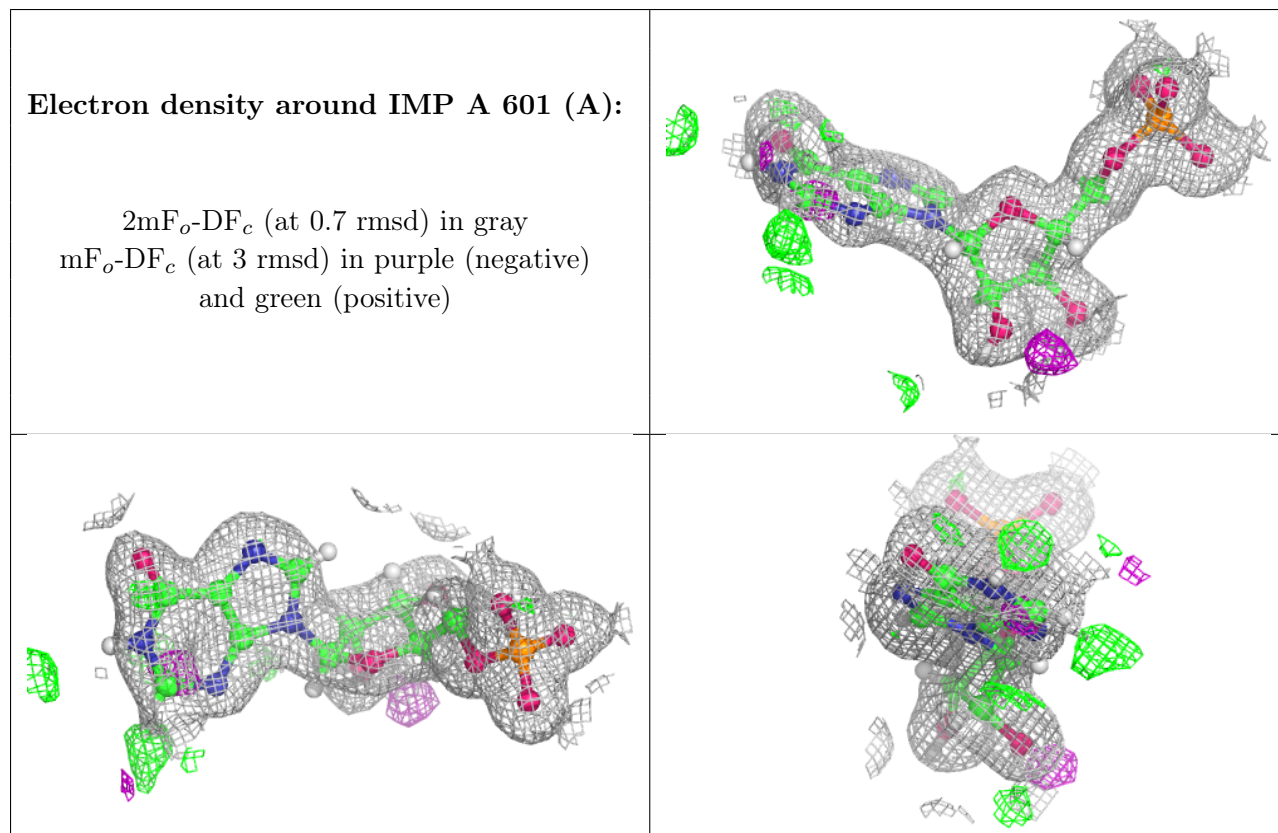 Electron density around IMP A 601 (A):
2mFo-DFc (at 0.7 rmsd) in gray
mFo-DFc (at 3 rmsd) in purple (negative)
and green (positive)